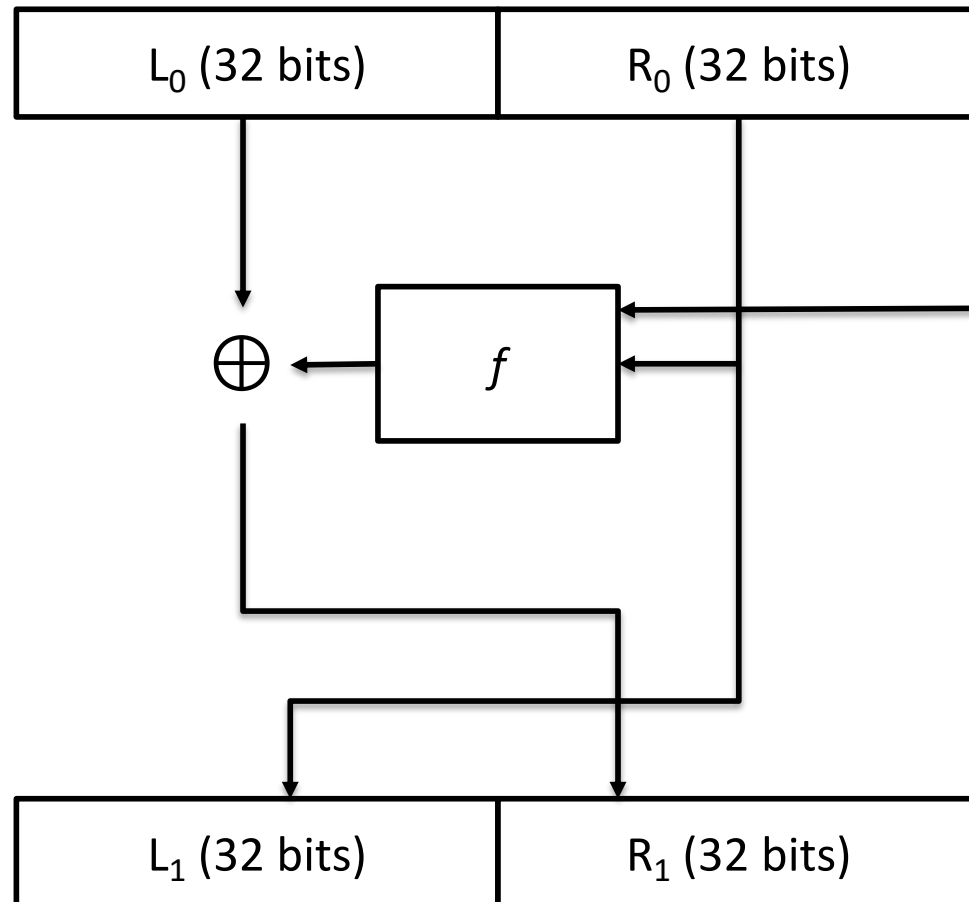 L₀ (32 bits) R₀ (32 bits)
f
L₁ (32 bits) R₁ (32 bits)